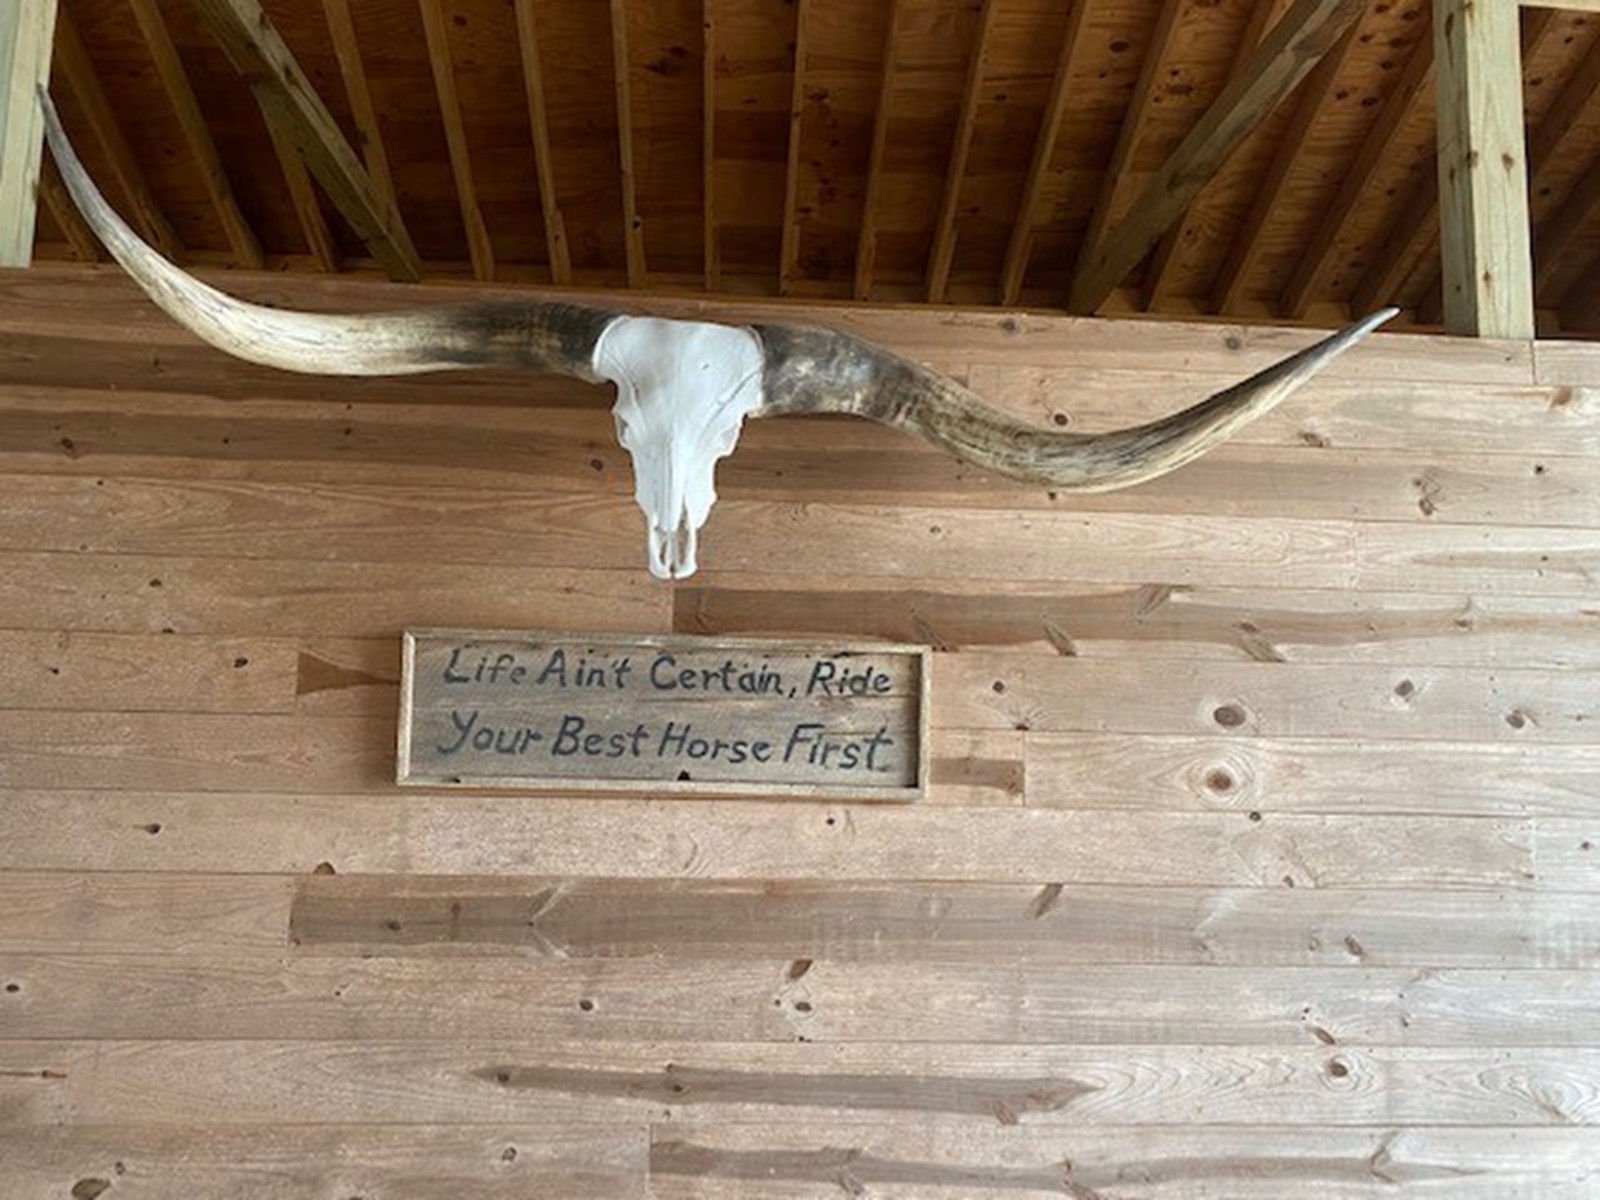 Life Ain't Certain, Ride
Your Best Horse First